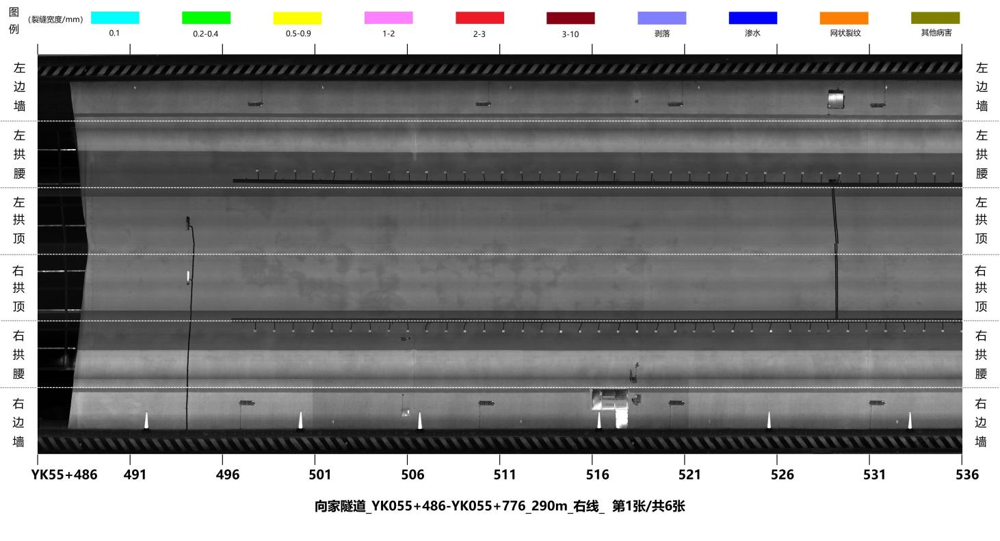 图例
(裂缝宽度/mm)
0.1
0.2-0.4
0.5-0.9
1-2
2-3
3-10
剥落
渗水
网状裂纹
其他病害
左边墙
左边墙
左拱腰
左拱腰
左拱顶
左拱顶
右拱顶
右拱顶
右拱腰
右拱腰
右边墙
右边墙
YK55+486 491 496 501 506 511 516 521 526 531 536
向家隧道_YK055+486-YK055+776_290m_右线_ 第1张/共6张